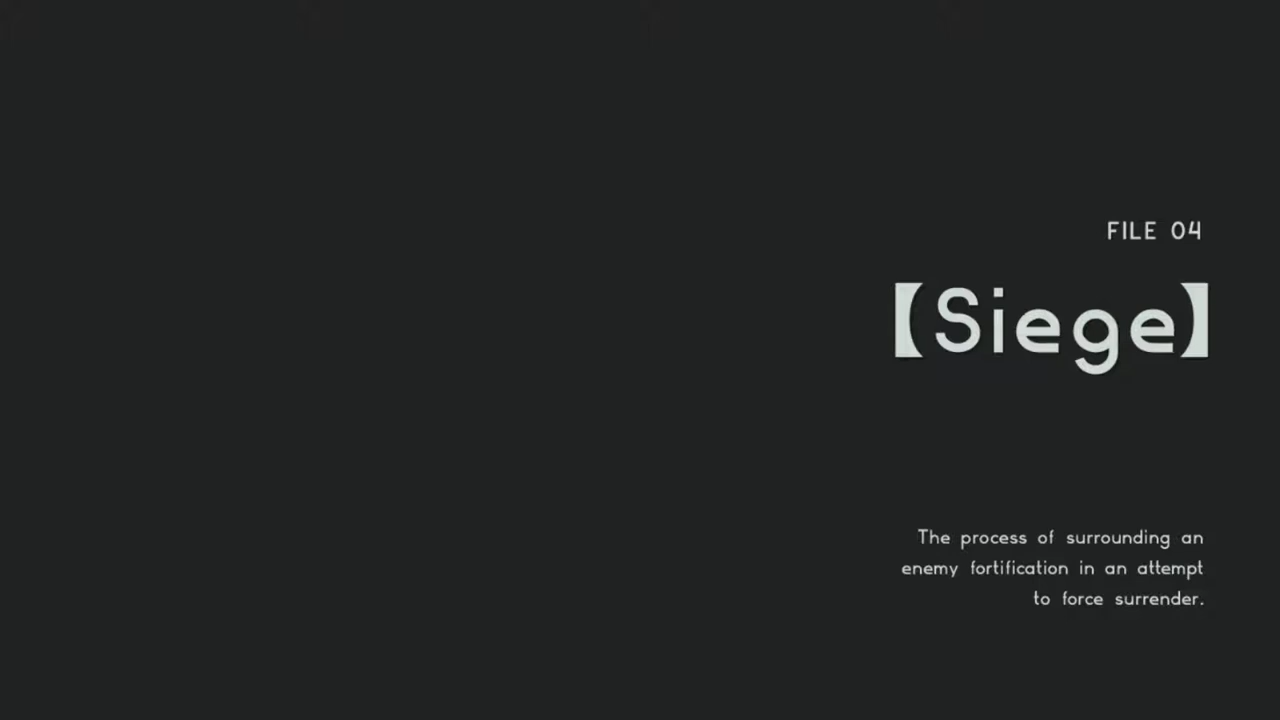 FILE 04
【Siege】
The process of surrounding an
enemy fortification in an attempt
to force surrender.